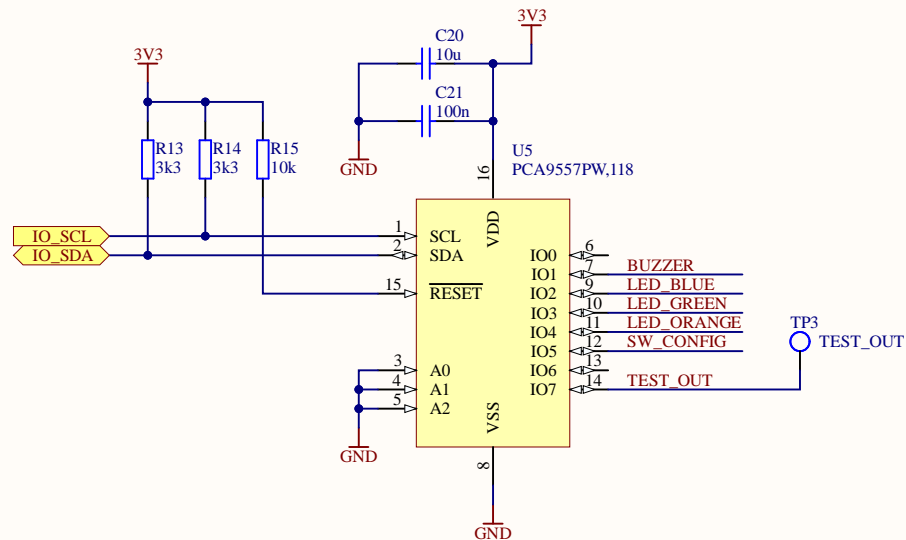 3V3
R13
3k3
R14
3k3
R15
10k
C20
10u
C21
100n
3V3
GND
U5
PCA9557PW,118
16
VDD
IO_SCL
IO_SDA
1
SCL
2
SDA
15
RESET
3
A0
4
A1
5
A2
GND
VSS
8
GND
IO0
6
IO1
7
BUZZER
IO2
9
LED_BLUE
IO3
10
LED_GREEN
IO4
11
LED_ORANGE
IO5
12
SW_CONFIG
IO6
13
IO7
14
TEST_OUT
TP3
TEST_OUT